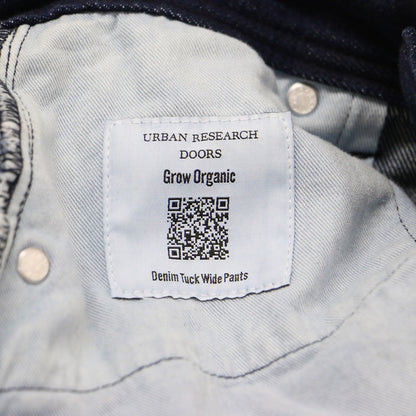 URBAN RESEARCH
DOORS
Grow Organic
Denim Tuck Wide Pants